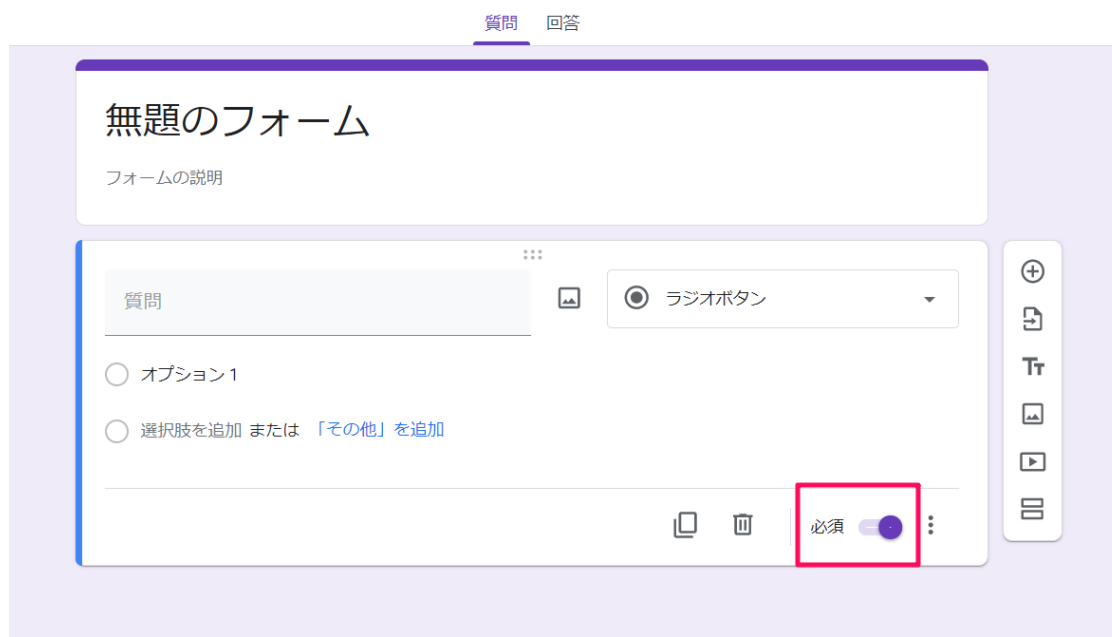 質問 回答
無題のフォーム
フォームの説明
質問
ラジオボタン
オプション 1
選択肢を追加 または 「その他」を追加
必須